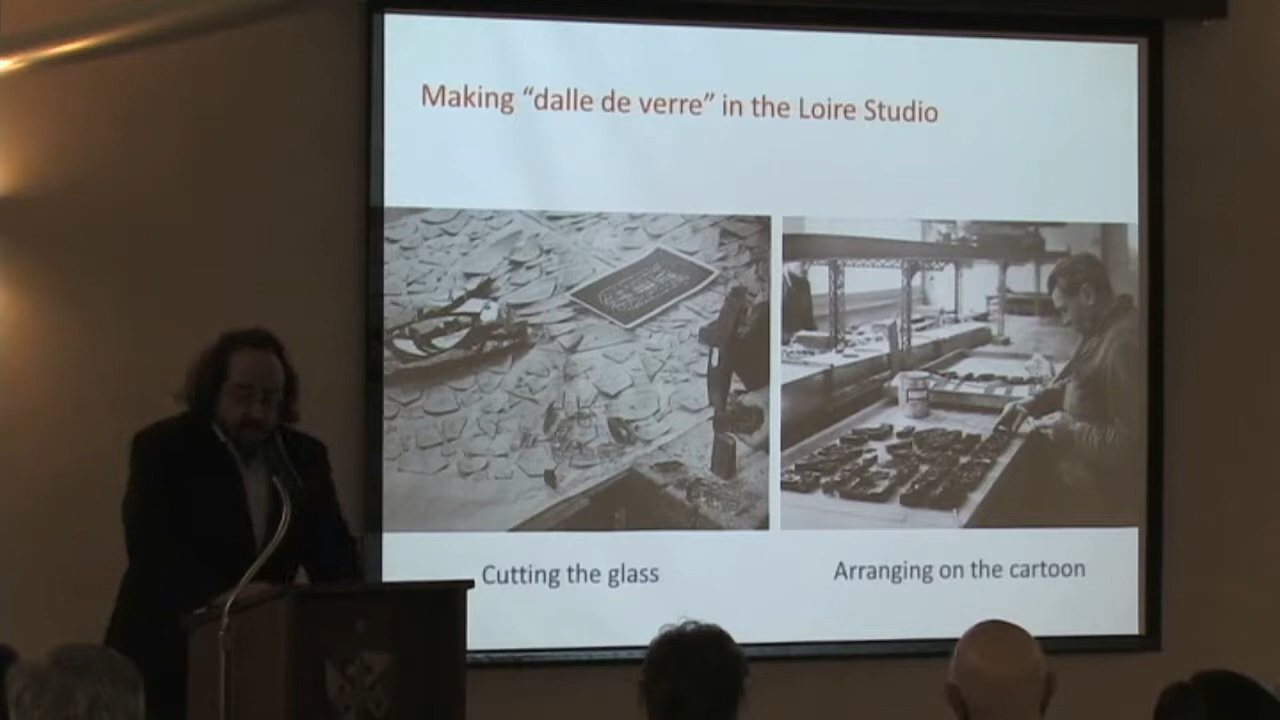 Making “dalle de verre” in the Loire Studio
Cutting the glass
Arranging on the cartoon